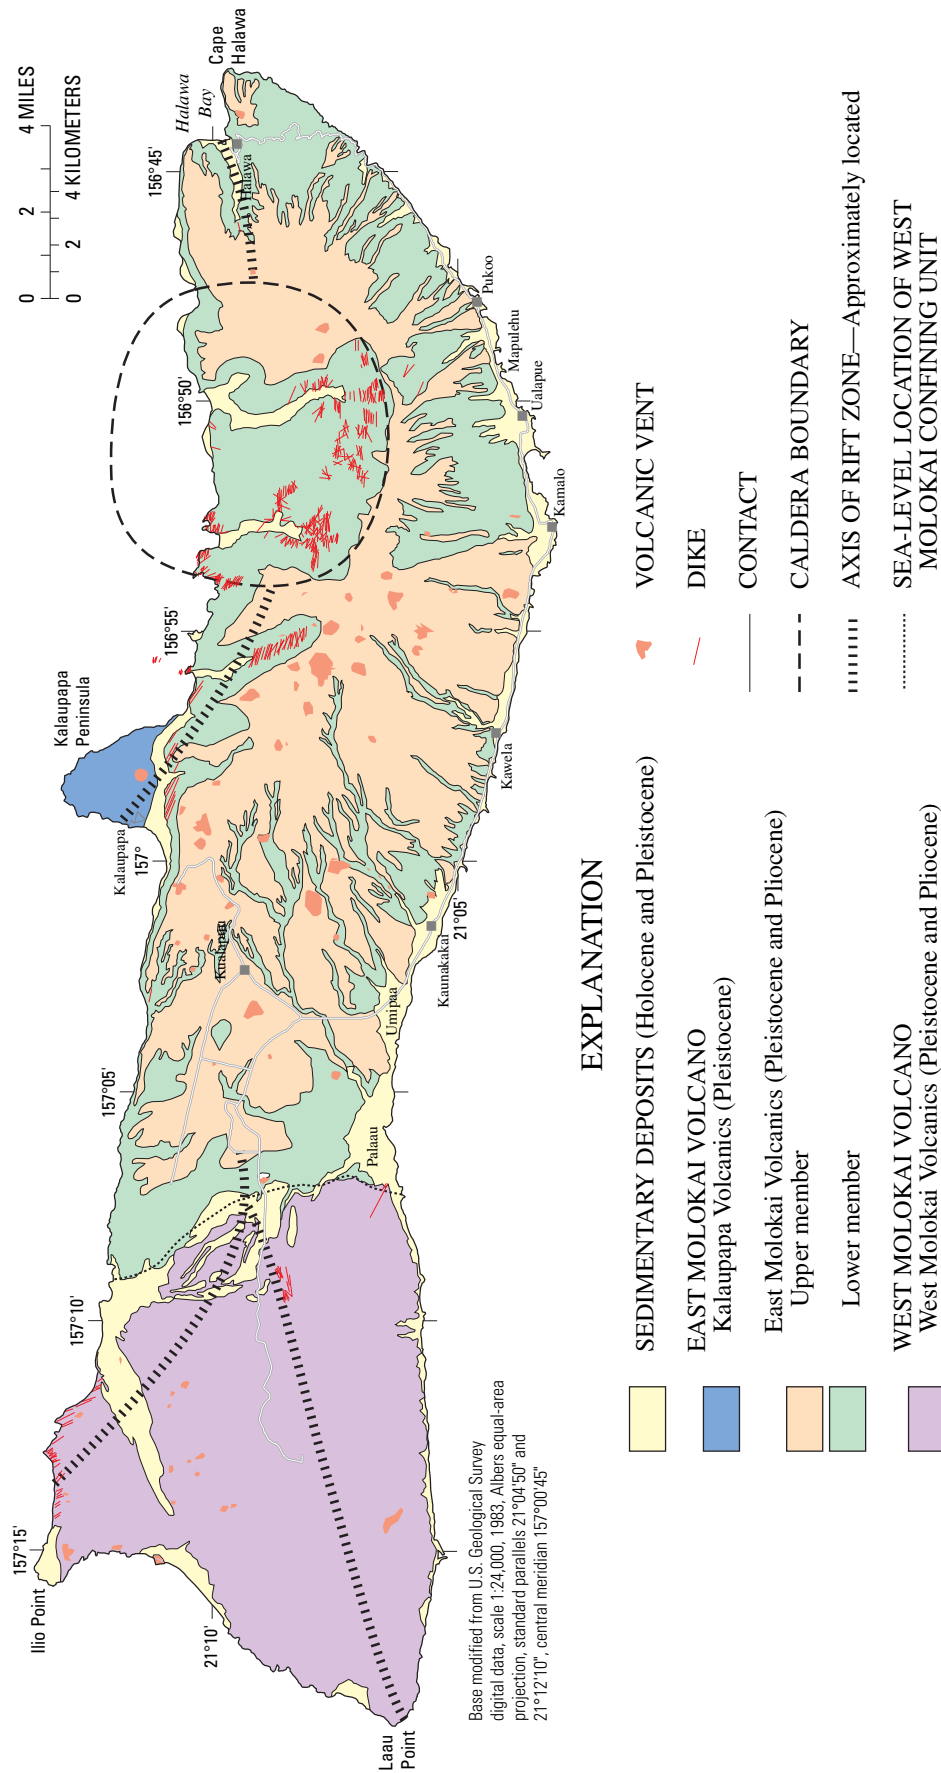 0 2 4 MILES
0 2 4 KILOMETERS
Ilio Point
157°15'
157°10'
157°05'
Kalaupapa
157°
Kalaupapa
Peninsula
156°55'
156°50'
156°45'
Halawa
Bay
Cape
Halawa
Halawa
21°10'
Laau
Point
Palaau
Umipaa
Kualapuu
Kaunakakai
21°05'
Kawela
Kamalo
Ualapue
Mapulehu
Pukoo
Base modified from U.S. Geological Survey
digital data, scale 1:24,000, 1983, Albers equal-area
projection, standard parallels 21°04'50" and
21°12'10", central meridian 157°00'45"
EXPLANATION
SEDIMENTARY DEPOSITS (Holocene and Pleistocene)
EAST MOLOKAI VOLCANO
Kalaupapa Volcanics (Pleistocene)
East Molokai Volcanics (Pleistocene and Pliocene)
Upper member
Lower member
WEST MOLOKAI VOLCANO
West Molokai Volcanics (Pleistocene and Pliocene)
VOLCANIC VENT
DIKE
CONTACT
CALDERA BOUNDARY
AXIS OF RIFT ZONE—Approximately located
SEA-LEVEL LOCATION OF WEST
MOLOKAI CONFINING UNIT